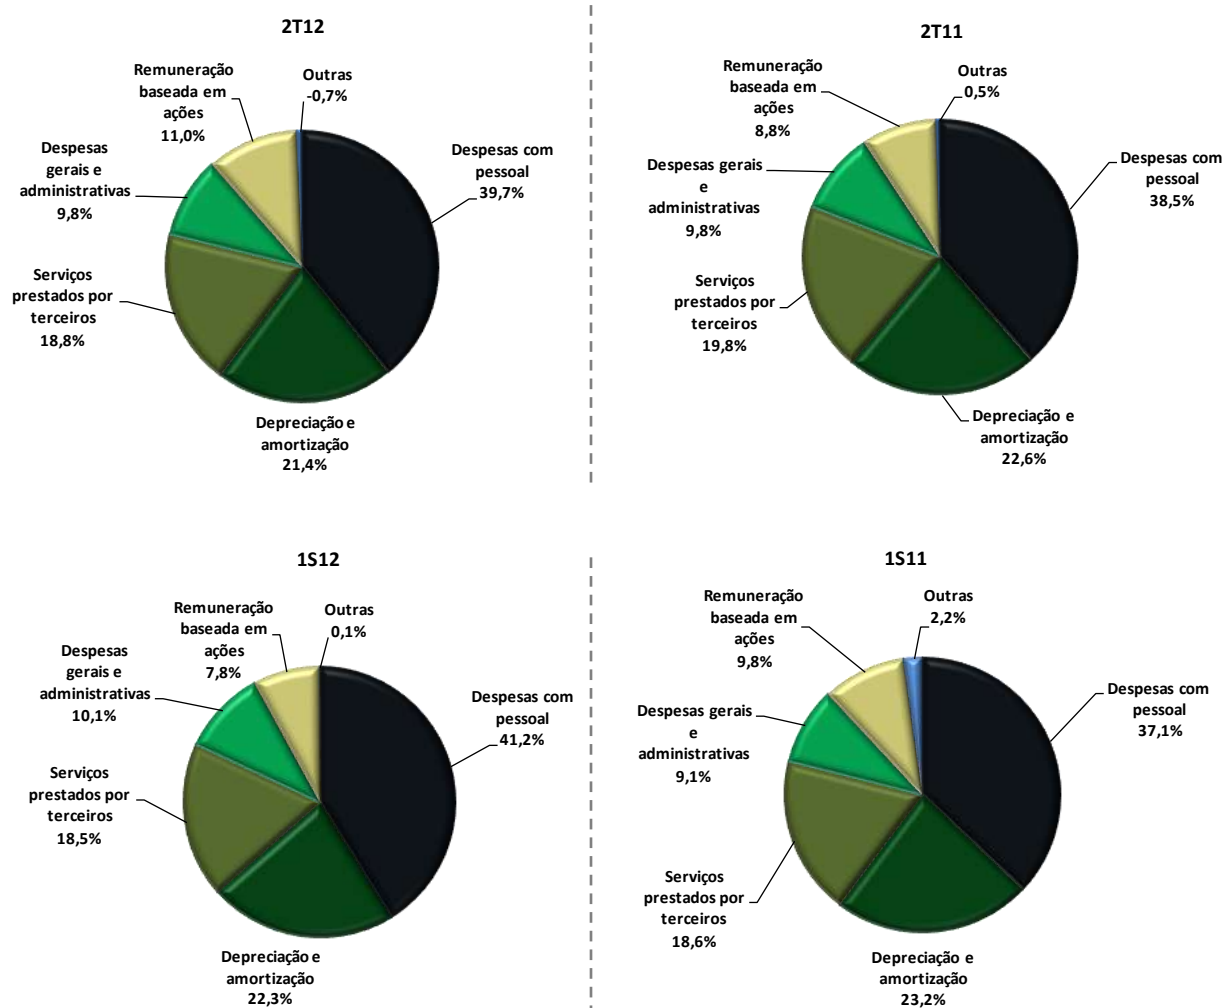 2T12
Remuneração
baseada em
ações
11,0%
Outras
-0,7%
Despesas com
pessoal
39,7%
Despesas
gerais e
administrativas
9,8%
Serviços
prestados por
terceiros
18,8%
Depreciação e
amortização
21,4%
2T11
Remuneração
baseada em
ações
8,8%
Outras
0,5%
Despesas com
pessoal
38,5%
Despesas gerais
e
administrativas
9,8%
Serviços
prestados por
terceiros
19,8%
Depreciação e
amortização
22,6%
1S12
Remuneração
baseada em
ações
7,8%
Outras
0,1%
Despesas com
pessoal
41,2%
Despesas
gerais e
administrativas
10,1%
Serviços
prestados por
terceiros
18,5%
Depreciação e
amortização
22,3%
1S11
Remuneração
baseada em
ações
9,8%
Outras
2,2%
Despesas com
pessoal
37,1%
Despesas gerais
e
administrativas
9,1%
Serviços
prestados por
terceiros
18,6%
Depreciação e
amortização
23,2%